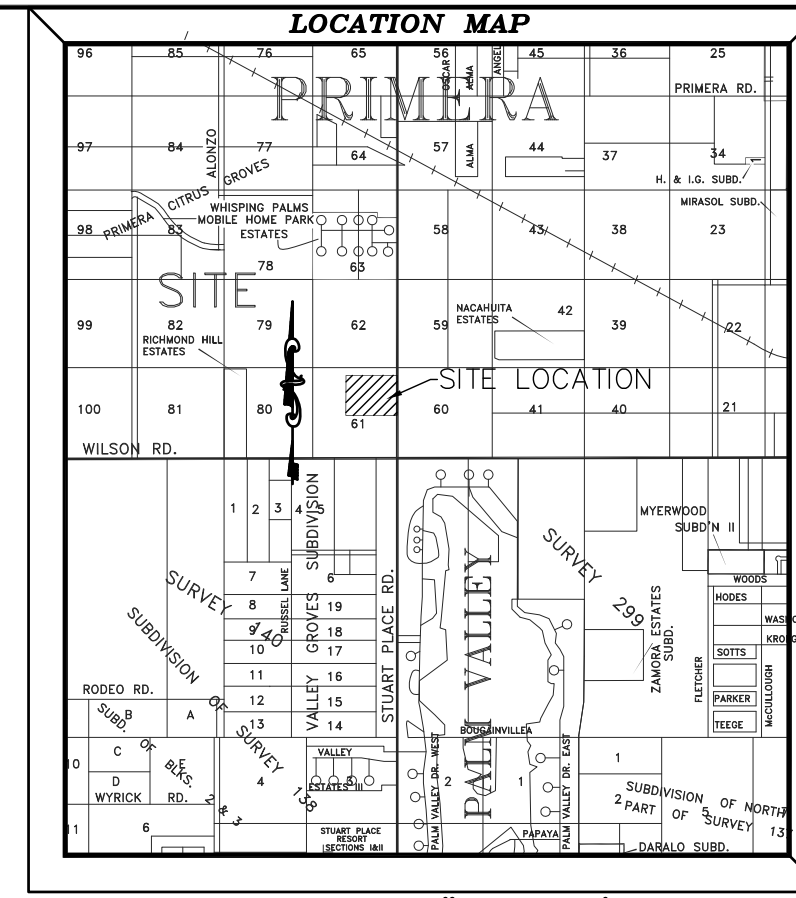 LOCATION MAP
96
85
76
65
56
45
36
25
OSCAR
ALMA
ANGEL
PRIMERA
PRIMERA RD.
97
84
ALONZO
77
64
57
ALMA
44
37
34
1
H. & I.G. SUBD.
PRIMERA CITRUS GROVES
MIRASOL SUBD.
WHISPING PALMS
MOBILE HOME PARK
ESTATES
98
83
78
63
58
43
38
23
SITE
99
82
79
62
59
NACAHUITA
ESTATES
42
39
22
RICHMOND HILL
ESTATES
SITE LOCATION
100
81
80
61
60
41
40
21
WILSON RD.
1
2
3
4
5
VALLEY GROVES SUBDIVISION
MYERWOOD
SUBD'N II
SURVEY 299
SURVEY 140
7
6
WOODS
8
19
RUSSEL LANE
9
18
10
17
11
16
12
15
13
14
STUART PLACE RD.
PALM VALLEY
ZAMORA ESTATES
SUBD.
FLETCHER
HODES
SOTTS
PARKER
TEEGE
McCULLOUGH
SUBDIVISION OF SURVEY 138
RODEO RD.
SUBD. OF BLKS. 2 & 3
B
A
BOUGAINVILLEA
10
C
E
D
WYRICK RD.
4
VALLEY
3
ESTATES III
PALM VALLEY DR. WEST
2
1
PALM VALLEY DR. EAST
1
2
5
SUBDIVISION OF NORTH
PART OF SURVEY
6
STUART PLACE
RESORT
SECTIONS I&II
PAPAYA
DARALO SUBD.